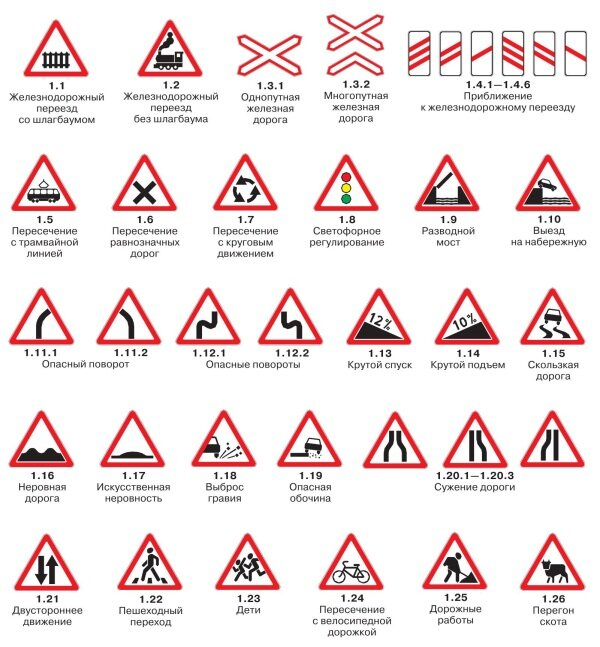 1.1
Железнодорожный
переезд
со шлагбаумом
1.2
Железнодорожный
переезд
без шлагбаума
1.3.1
Однопутная
железная
дорога
1.3.2
Многопутная
железная
дорога
1.4.1—1.4.6
Приближение
к железнодорожному переезду
1.5
Пересечение
с трамвайной
линией
1.6
Пересечение
равнозначных
дорог
1.7
Пересечение
с круговым
движением
1.8
Светофорное
регулирование
1.9
Разводной
мост
1.10
Выезд
на набережную
1.11.1
1.11.2
Опасный поворот
1.12.1
1.12.2
Опасные повороты
12%
1.13
Крутой спуск
10%
1.14
Крутой подъем
1.15
Скользкая
дорога
1.16
Неровная
дорога
1.17
Искусственная
неровность
1.18
Выброс
гравия
1.19
Опасная
обочина
1.20.1—1.20.3
Сужение дороги
1.21
Двустороннее
движение
1.22
Пешеходный
переход
1.23
Дети
1.24
Пересечение
с велосипедной
дорожкой
1.25
Дорожные
работы
1.26
Перегон
скота